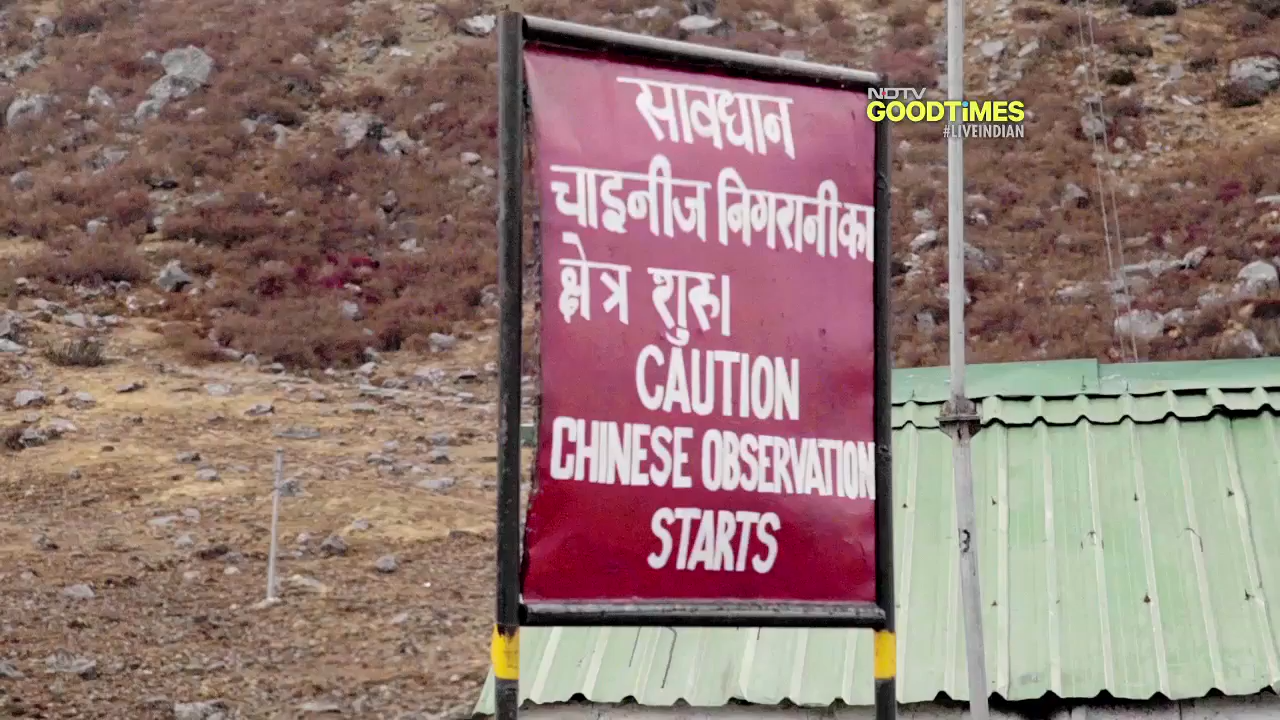 सावधान
चाइनीज निगरानी का
क्षेत्र शुरू।
CAUTION
CHINESE OBSERVATION
STARTS
NDTV
GOODTIMES
#LIVEINDIAN